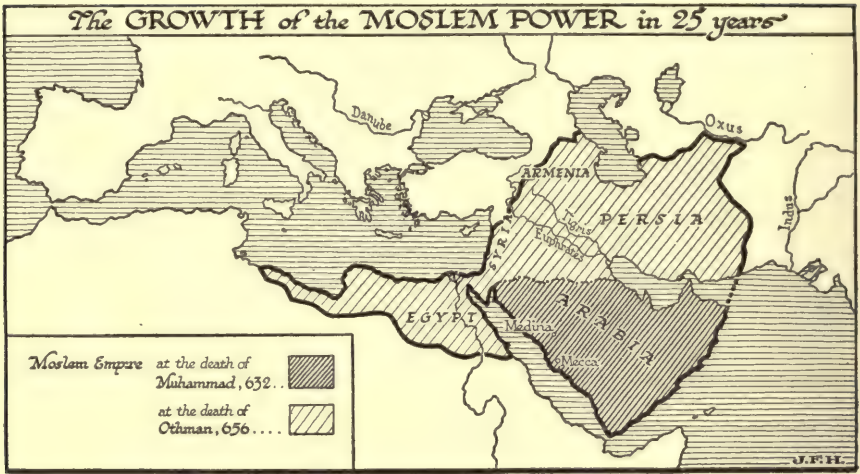 The GROWTH of the MOSLEM POWER in 25 years
Danube
Oxus
ARMENIA
PERSIA
Tigris
Euphrates
SYRIA
Indus
EGYPT
ARABIA
Medina
Mecca
Moslem Empire at the death of
Muhammad, 632..
at the death of
Othman, 656....
J.F.H.